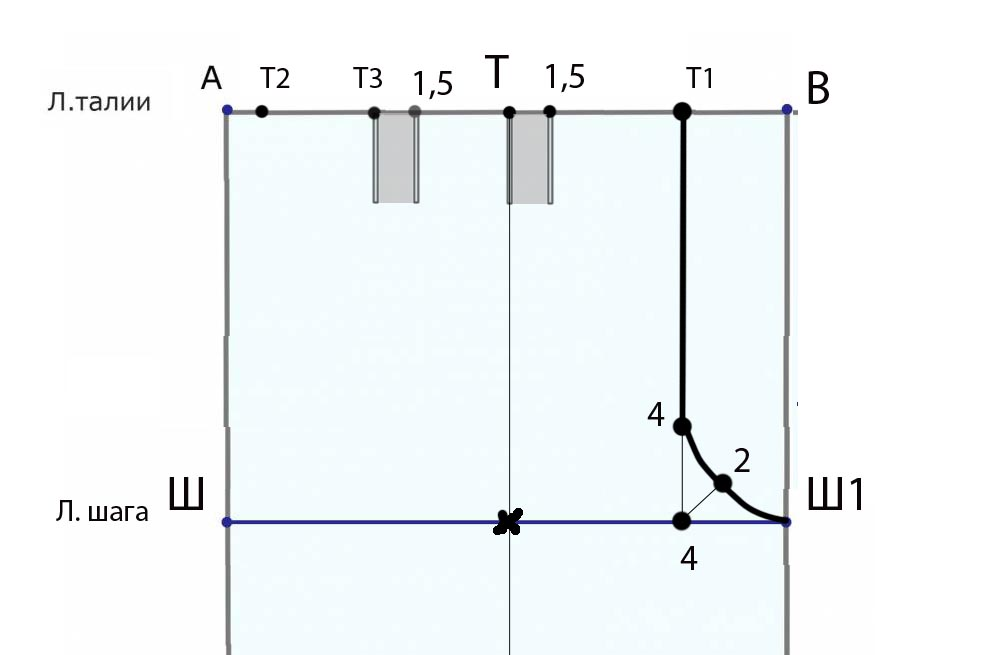 А Т2 Т3 1,5 Т 1,5 Т1 В
Л.талии
4
2
Л. шага Ш Ш1
4